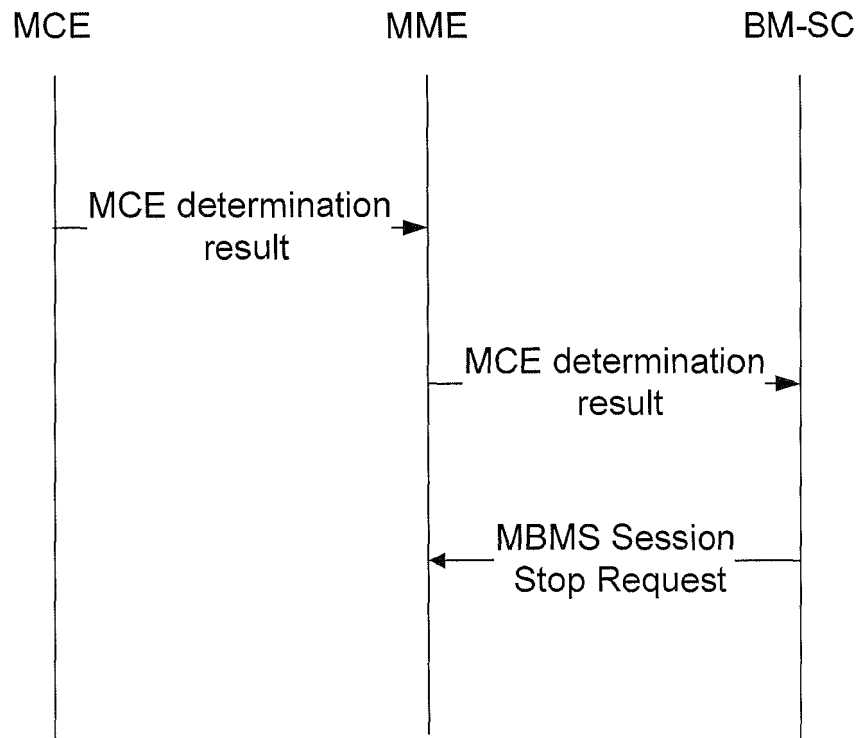 MCE MME BM-SC
MCE determination
result
MCE determination
result
MBMS Session
Stop Request